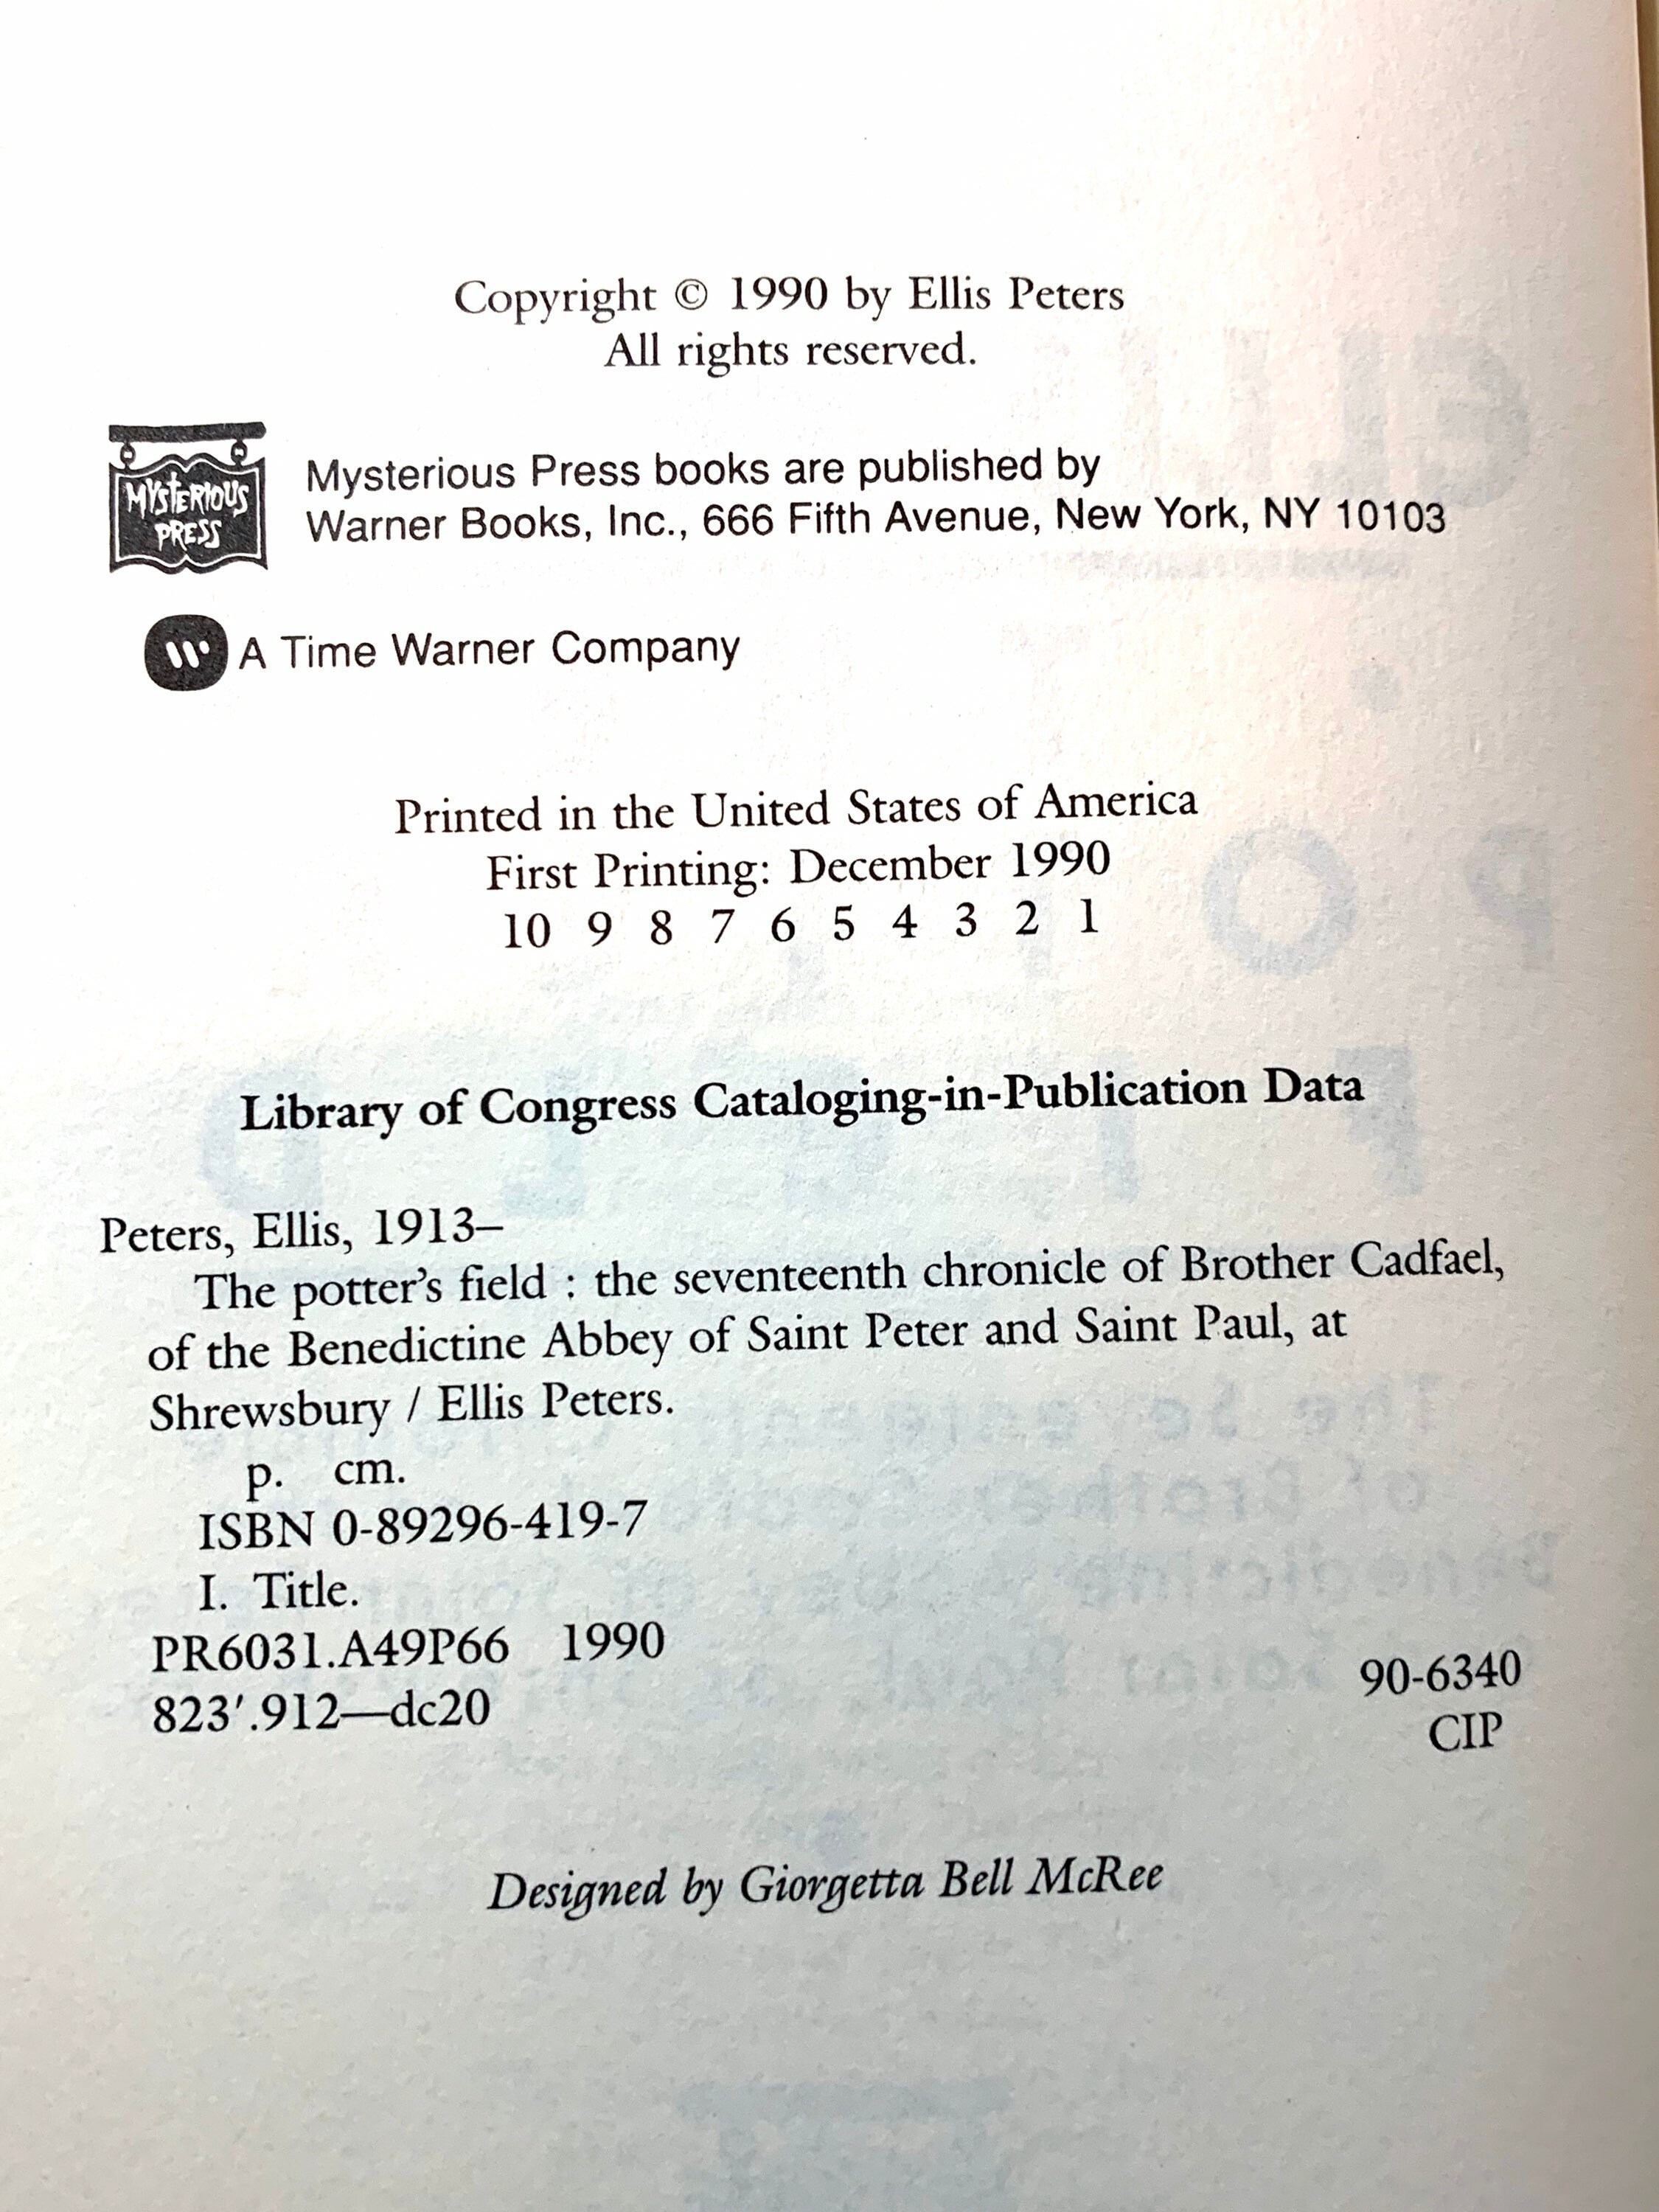 Copyright © 1990 by Ellis Peters
All rights reserved.
MYSTERIOUS
PRESS
Mysterious Press books are published by
Warner Books, Inc., 666 Fifth Avenue, New York, NY 10103
W A Time Warner Company
Printed in the United States of America
First Printing: December 1990
10 9 8 7 6 5 4 3 2 1
Library of Congress Cataloging-in-Publication Data
Peters, Ellis, 1913–
The potter's field : the seventeenth chronicle of Brother Cadfael,
of the Benedictine Abbey of Saint Peter and Saint Paul, at
Shrewsbury / Ellis Peters.
p. cm.
ISBN 0-89296-419-7
I. Title.
PR6031.A49P66 1990
823′.912—dc20
90-6340
CIP
Designed by Giorgetta Bell McRee